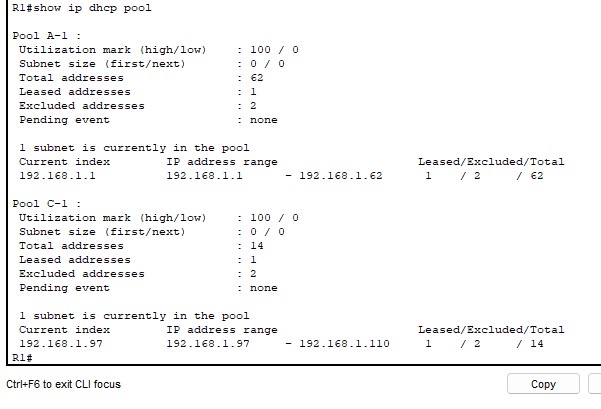 R1#show ip dhcp pool

Pool A-1 :
 Utilization mark (high/low)    : 100 / 0
 Subnet size (first/next)       : 0 / 0
 Total addresses                : 62
 Leased addresses               : 1
 Excluded addresses             : 2
 Pending event                  : none

 1 subnet is currently in the pool
 Current index        IP address range                    Leased/Excluded/Total
 192.168.1.1          192.168.1.1      - 192.168.1.62      1    / 2     / 62

Pool C-1 :
 Utilization mark (high/low)    : 100 / 0
 Subnet size (first/next)       : 0 / 0
 Total addresses                : 14
 Leased addresses               : 1
 Excluded addresses             : 2
 Pending event                  : none

 1 subnet is currently in the pool
 Current index        IP address range                    Leased/Excluded/Total
 192.168.1.97         192.168.1.97     - 192.168.1.110     1    / 2     / 14
R1#
Ctrl+F6 to exit CLI focus
Copy